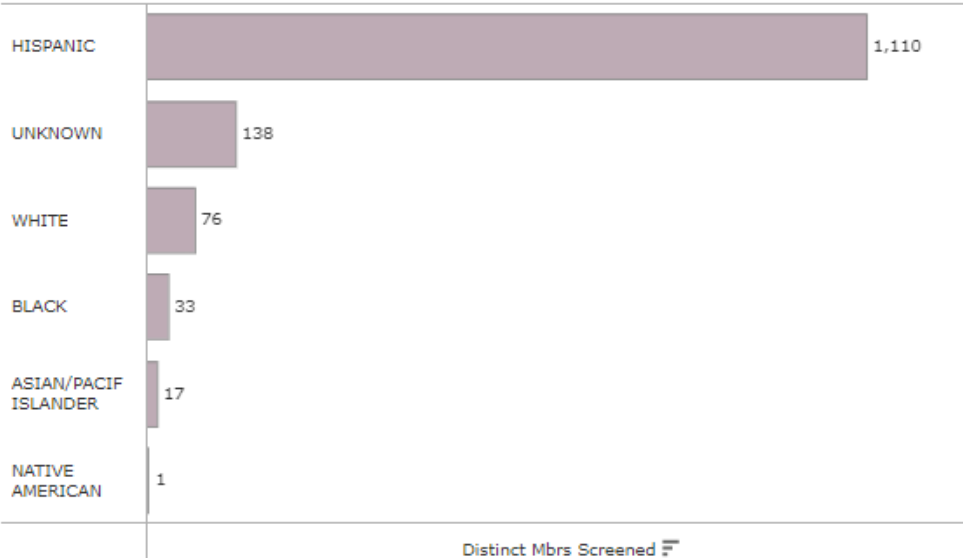 HISPANIC 1,110
UNKNOWN 138
WHITE 76
BLACK 33
ASIAN/PACIF
ISLANDER 17
NATIVE
AMERICAN 1
Distinct Mbrs Screened